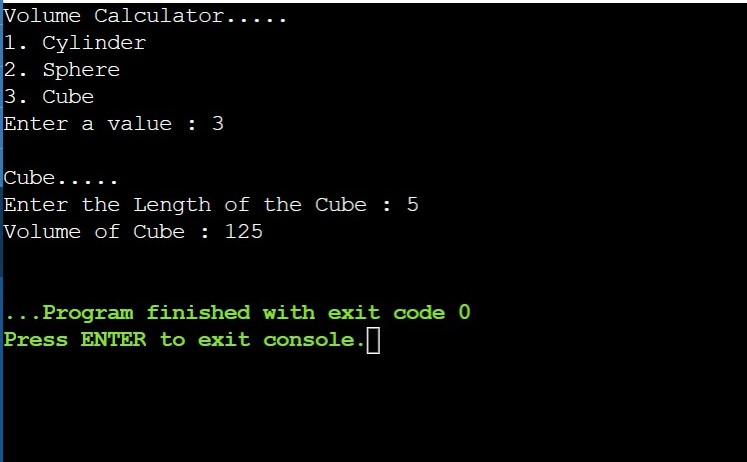 Volume Calculator.....
1. Cylinder
2. Sphere
3. Cube
Enter a value : 3
Cube.....
Enter the Length of the Cube : 5
Volume of Cube : 125
...Program finished with exit code 0
Press ENTER to exit console.